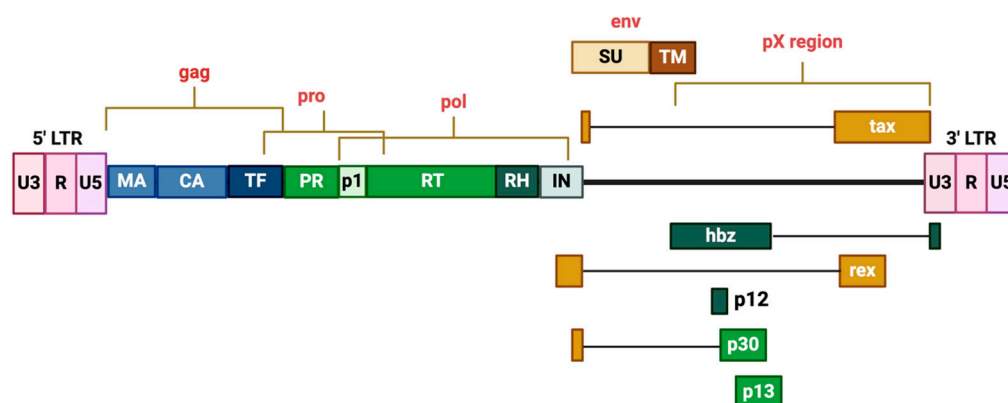 env
SU TM
pX region
gag
pro
pol
tax
5' LTR
3' LTR
U3 R U5 MA CA TF PR p1 RT RH IN U3 R U5
hbz
rex
p12
p30
p13